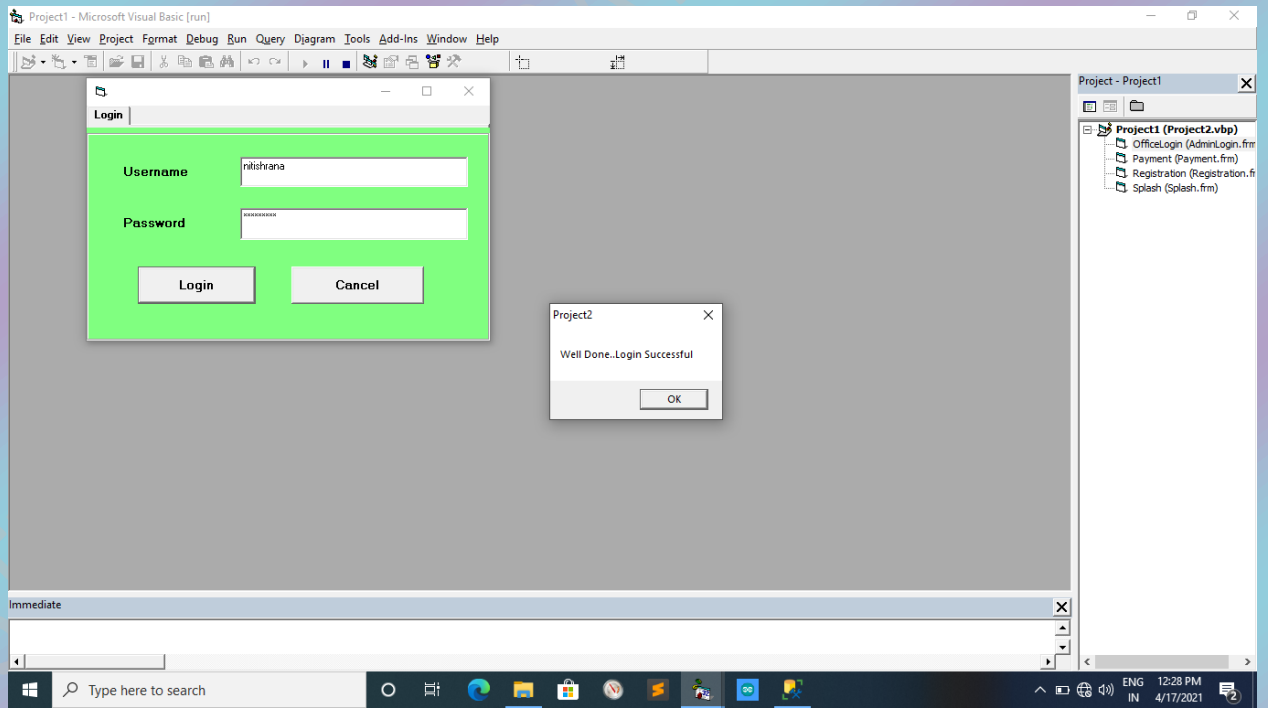 Project1 - Microsoft Visual Basic [run]
File Edit View Project Format Debug Run Query Diagram Tools Add-Ins Window Help
Login
Username
nitishrana
Password
*********
Login
Cancel
Project2
Well Done..Login Successful
OK
Project - Project1
Project1 (Project2.vbp)
OfficeLogin (AdminLogin.frm
Payment (Payment.frm)
Registration (Registration.fr
Splash (Splash.frm)
Immediate
Type here to search
ENG
IN
12:28 PM
4/17/2021
2